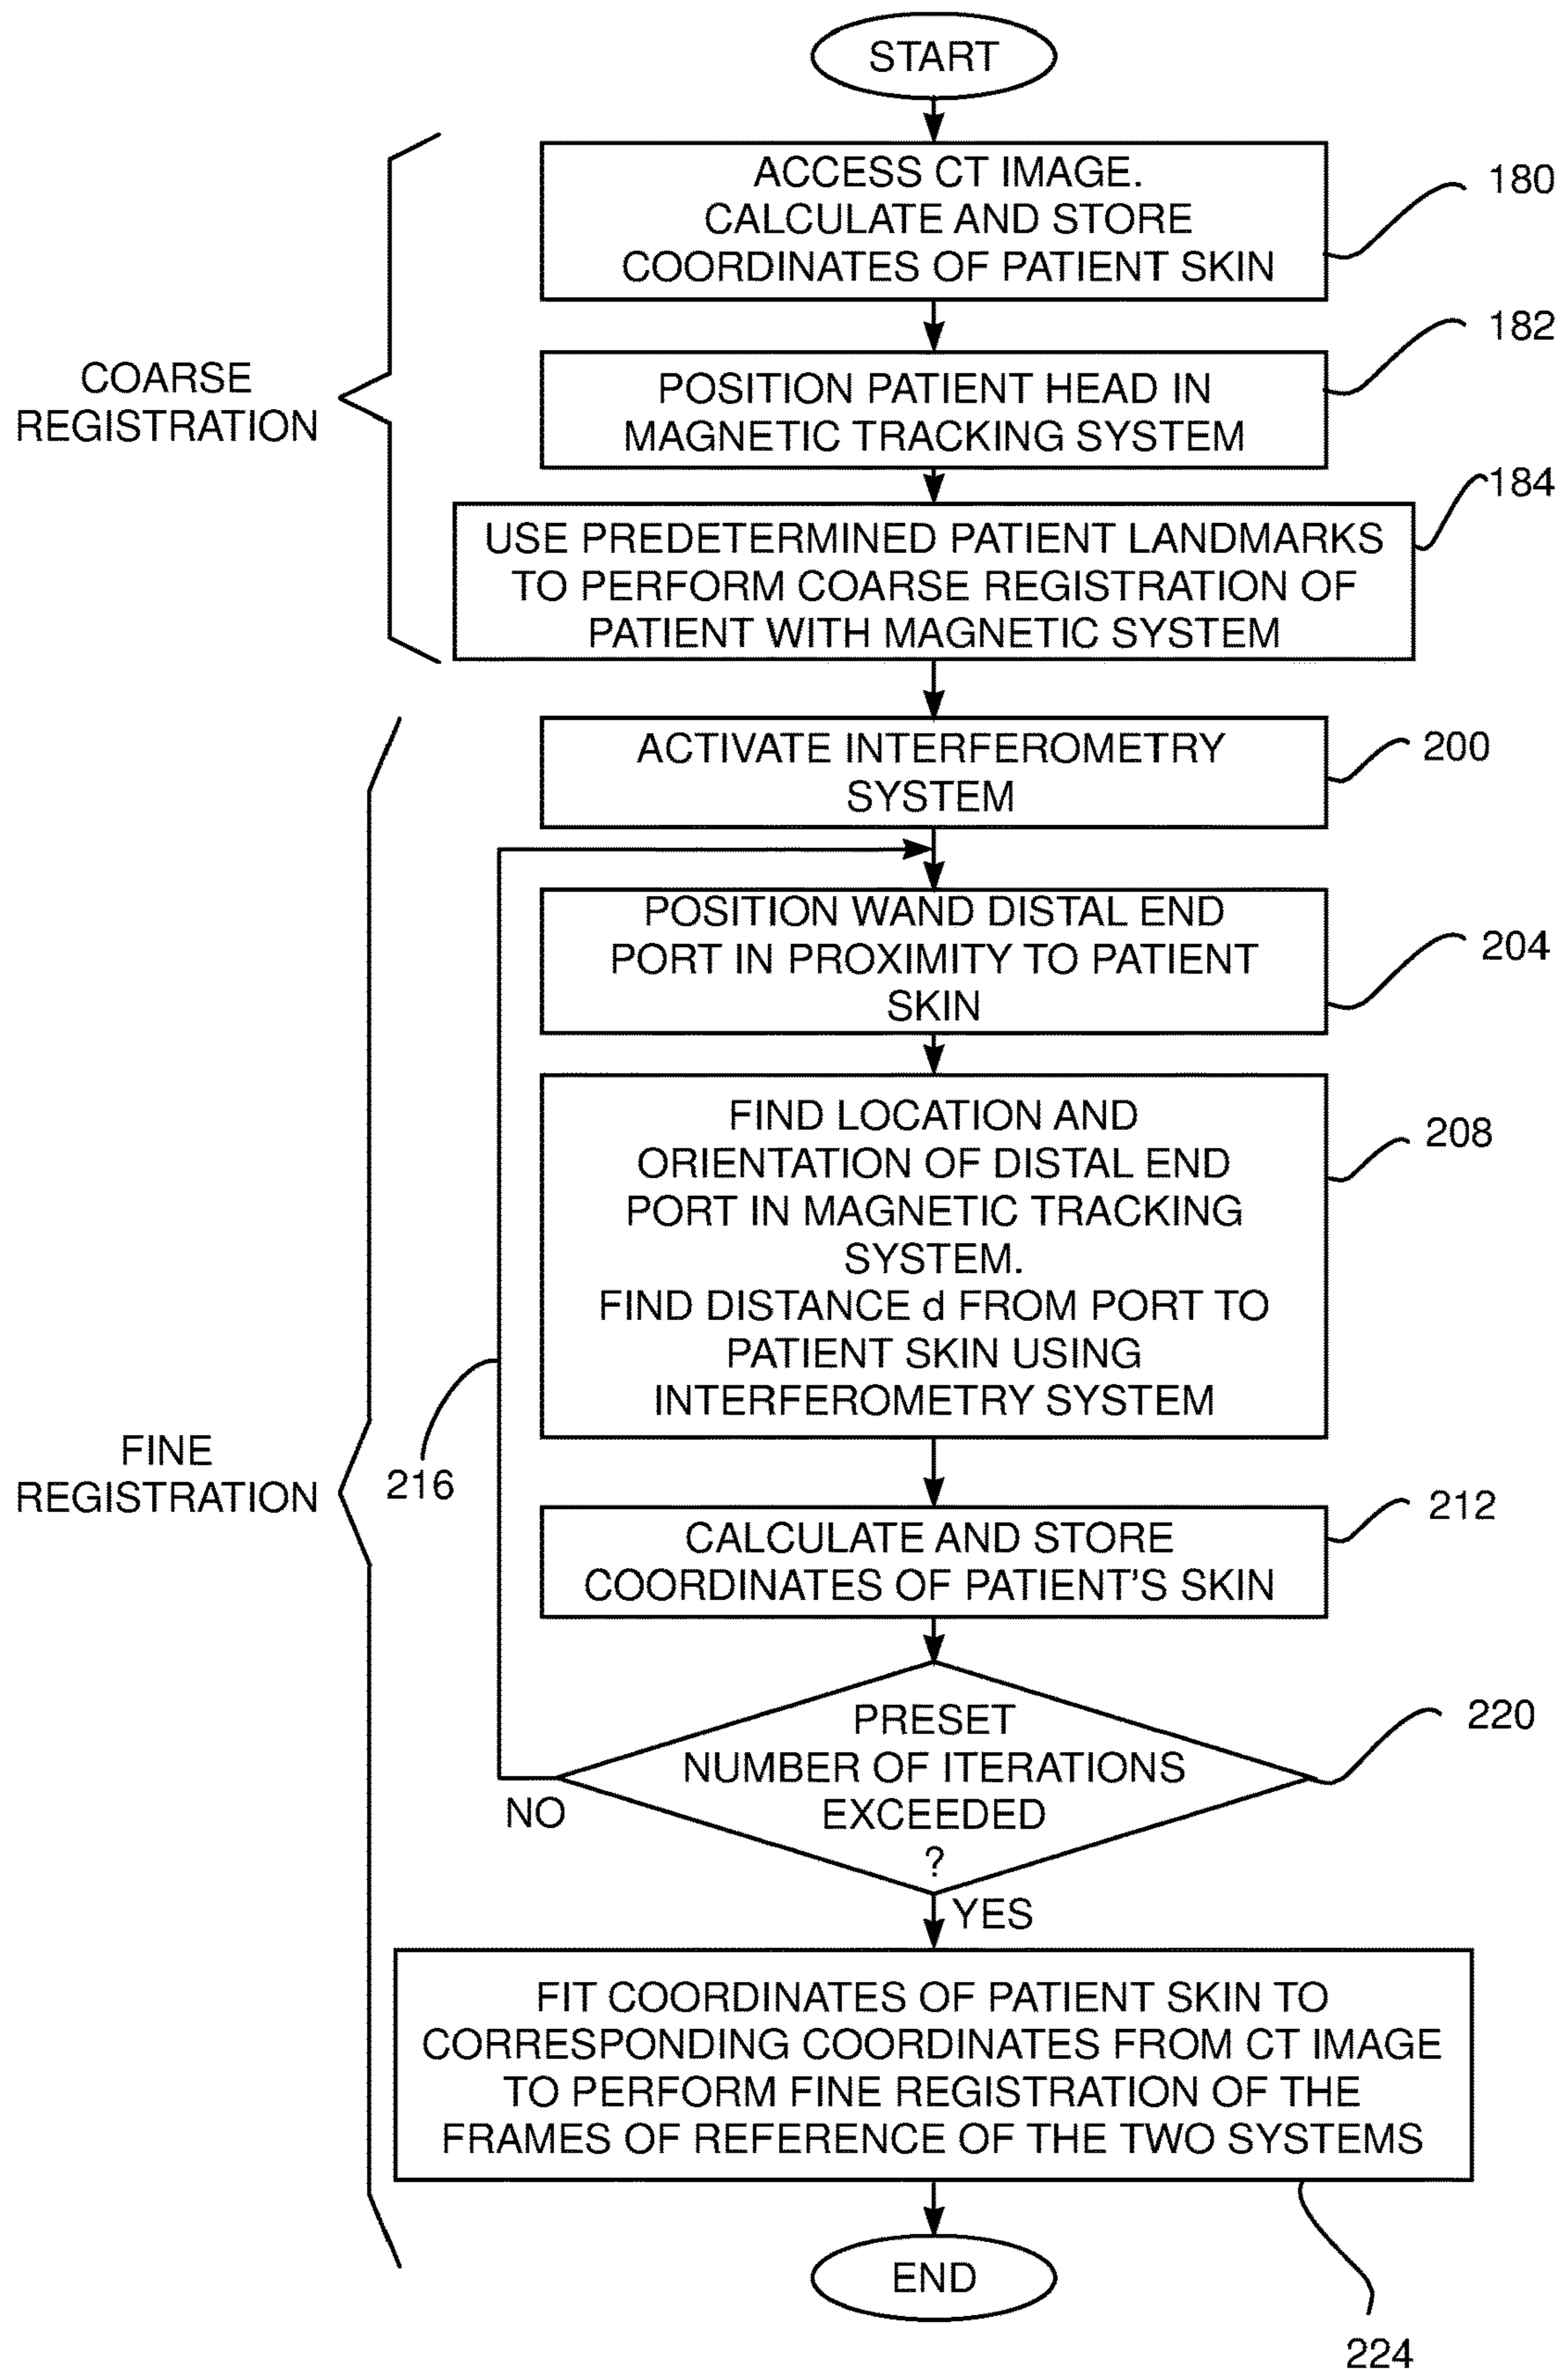 START
ACCESS CT IMAGE.
CALCULATE AND STORE
COORDINATES OF PATIENT SKIN
180
COARSE
REGISTRATION
POSITION PATIENT HEAD IN
MAGNETIC TRACKING SYSTEM
182
USE PREDETERMINED PATIENT LANDMARKS
TO PERFORM COARSE REGISTRATION OF
PATIENT WITH MAGNETIC SYSTEM
184
ACTIVATE INTERFEROMETRY
SYSTEM
200
POSITION WAND DISTAL END
PORT IN PROXIMITY TO PATIENT
SKIN
204
FIND LOCATION AND
ORIENTATION OF DISTAL END
PORT IN MAGNETIC TRACKING
SYSTEM.
FIND DISTANCE d FROM PORT TO
PATIENT SKIN USING
INTERFEROMETRY SYSTEM
208
FINE
REGISTRATION
216
CALCULATE AND STORE
COORDINATES OF PATIENT'S SKIN
212
PRESET
NUMBER OF ITERATIONS
EXCEEDED
?
220
NO
YES
FIT COORDINATES OF PATIENT SKIN TO
CORRESPONDING COORDINATES FROM CT IMAGE
TO PERFORM FINE REGISTRATION OF THE
FRAMES OF REFERENCE OF THE TWO SYSTEMS
END
224